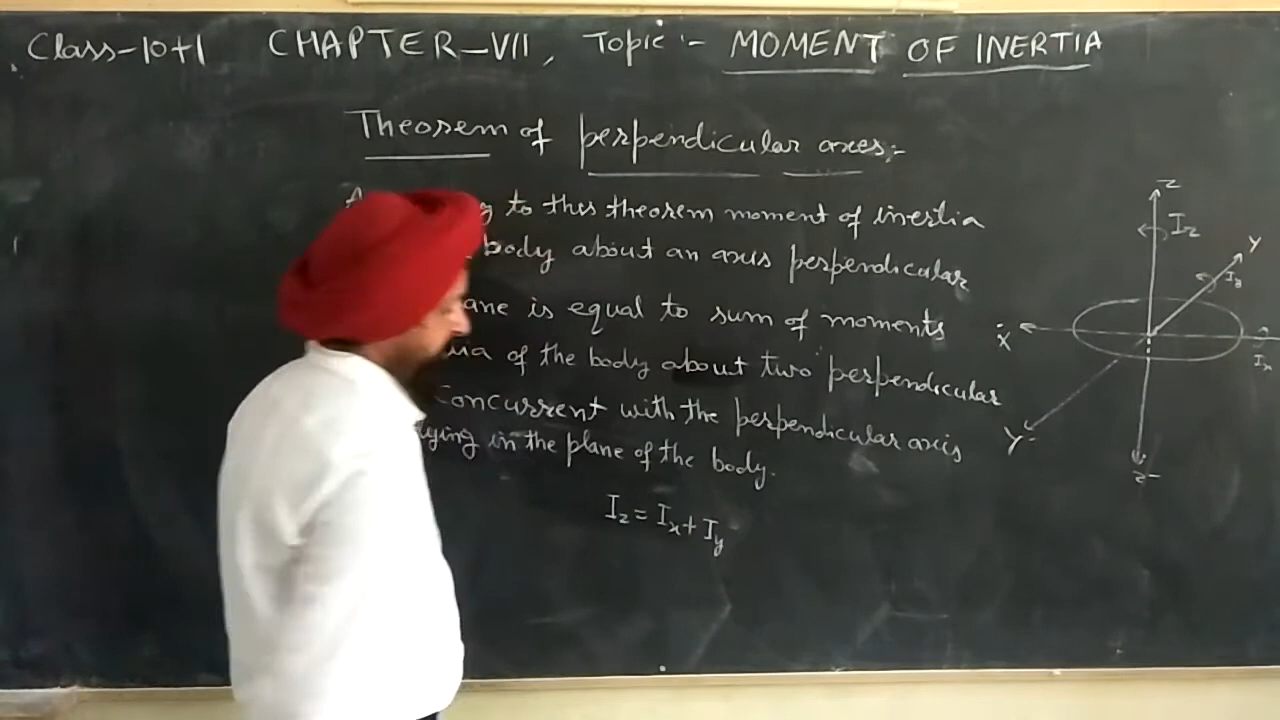 Class-10+1 CHAPTER-VII, Topic:- MOMENT OF INERTIA
Theorem of perpendicular axes:-
to this theorem moment of inertia
body about an axis perpendicular
is equal to sum of moments
of the body about two perpendicular
Concurrent with the perpendicular axis
lying in the plane of the body.
Iz = Ix + Iy
Z
Iz
Y
Iy
X
Ix
Y-
Z-